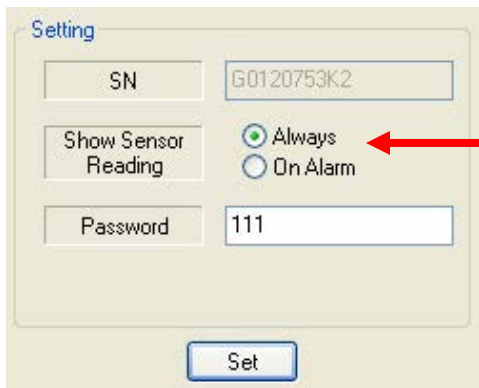 Setting
SN
G0120753K2
Show Sensor
Reading
Always
On Alarm
Password
111
Set